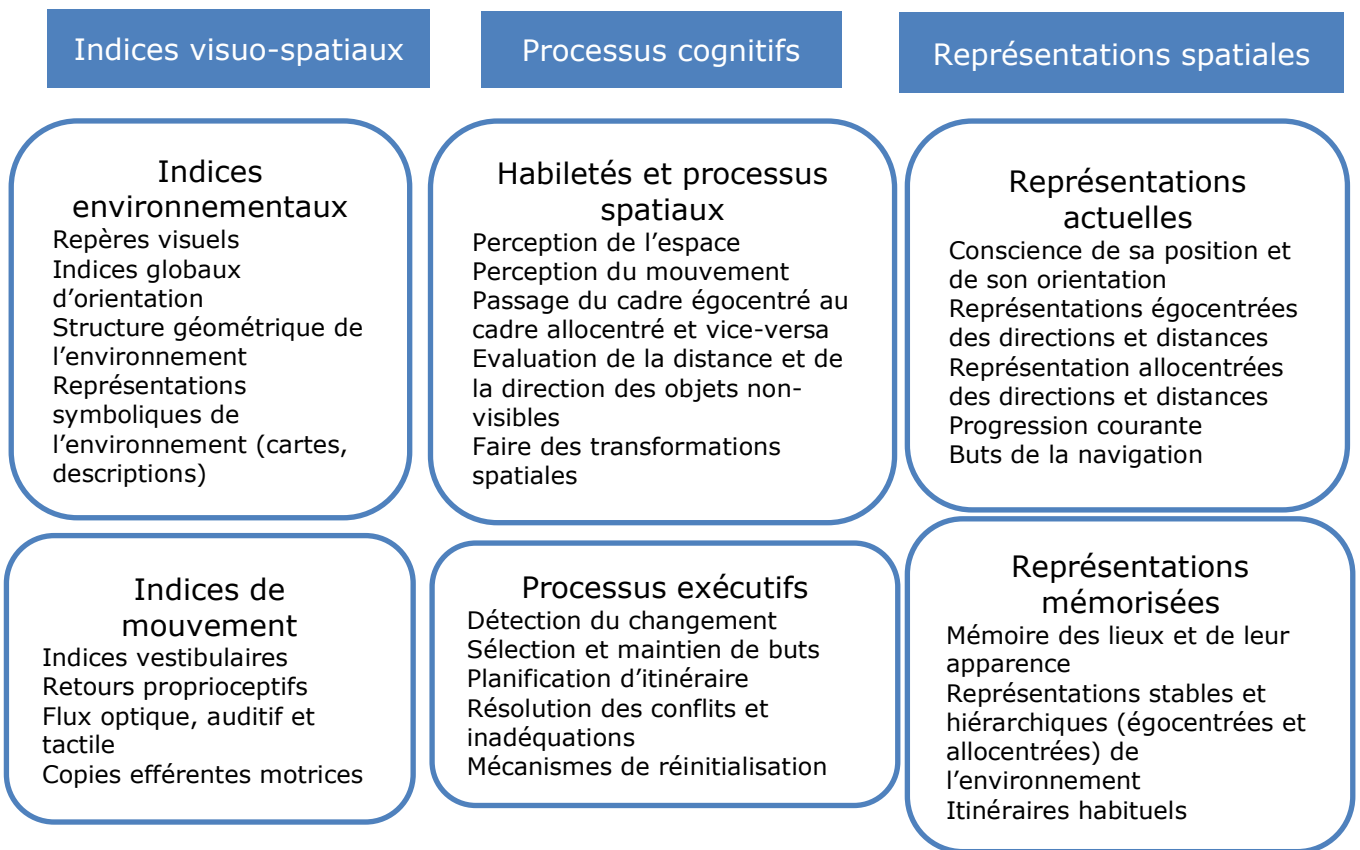 Indices visuo-spatiaux
Processus cognitifs
Représentations spatiales
Indices
environnementaux
Repères visuels
Indices globaux
d’orientation
Structure géométrique de
l’environnement
Représentations
symboliques de
l’environnement (cartes,
descriptions)
Habiletés et processus
spatiaux
Perception de l’espace
Perception du mouvement
Passage du cadre égocentré au
cadre allocentré et vice-versa
Evaluation de la distance et de
la direction des objets non-
visibles
Faire des transformations
spatiales
Représentations
actuelles
Conscience de sa position et
de son orientation
Représentations égocentrées
des directions et distances
Représentation allocentrées
des directions et distances
Progression courante
Buts de la navigation
Indices de
mouvement
Indices vestibulaires
Retours proprioceptifs
Flux optique, auditif et
tactile
Copies efférentes motrices
Processus exécutifs
Détection du changement
Sélection et maintien de buts
Planification d’itinéraire
Résolution des conflits et
inadéquations
Mécanismes de réinitialisation
Représentations
mémorisées
Mémoire des lieux et de leur
apparence
Représentations stables et
hiérarchiques (égocentrées et
allocentrées) de
l’environnement
Itinéraires habituels